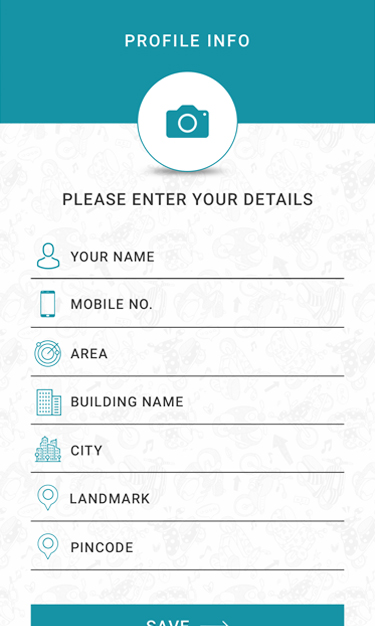 PROFILE INFO
PLEASE ENTER YOUR DETAILS
YOUR NAME
MOBILE NO.
AREA
BUILDING NAME
CITY
LANDMARK
PINCODE
SAVE